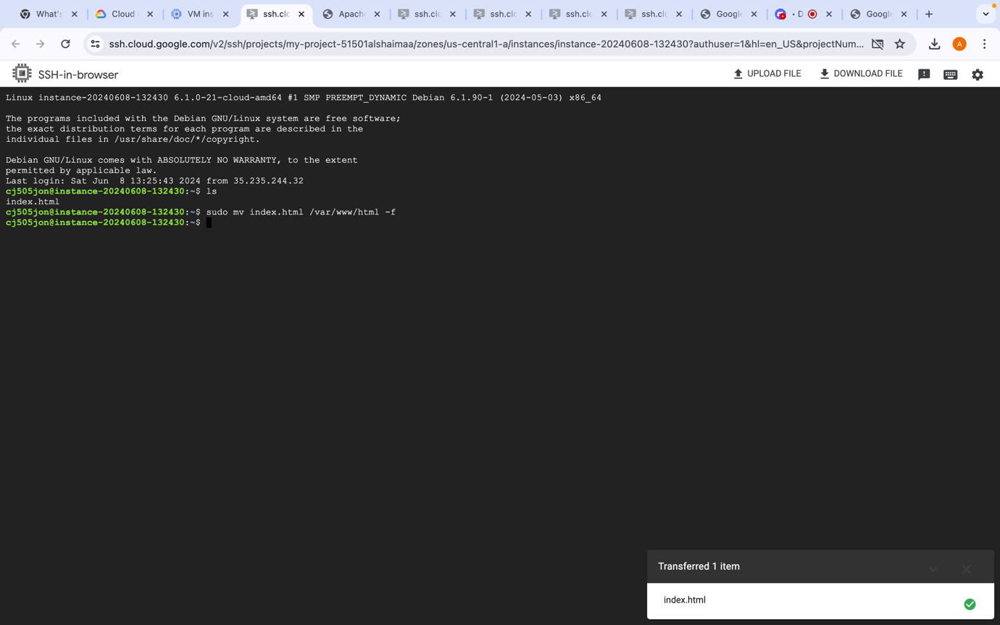 What's
Cloud
VM ins
ssh.clo
Apach
ssh.clo
ssh.clo
ssh.clo
ssh.clo
Google
• D
Google
ssh.cloud.google.com/v2/ssh/projects/my-project-51501alshaimaa/zones/us-central1-a/instances/instance-20240608-132430?authuser=1&hl=en_US&projectNum...
A
SSH-in-browser
UPLOAD FILE
DOWNLOAD FILE
Linux instance-20240608-132430 6.1.0-21-cloud-amd64 #1 SMP PREEMPT_DYNAMIC Debian 6.1.90-1 (2024-05-03) x86_64
The programs included with the Debian GNU/Linux system are free software;
the exact distribution terms for each program are described in the
individual files in /usr/share/doc/*/copyright.
Debian GNU/Linux comes with ABSOLUTELY NO WARRANTY, to the extent
permitted by applicable law.
Last login: Sat Jun  8 13:25:43 2024 from 35.235.244.32
cj505jon@instance-20240608-132430:~$ ls
index.html
cj505jon@instance-20240608-132430:~$ sudo mv index.html /var/www/html -f
cj505jon@instance-20240608-132430:~$
Transferred 1 item
index.html